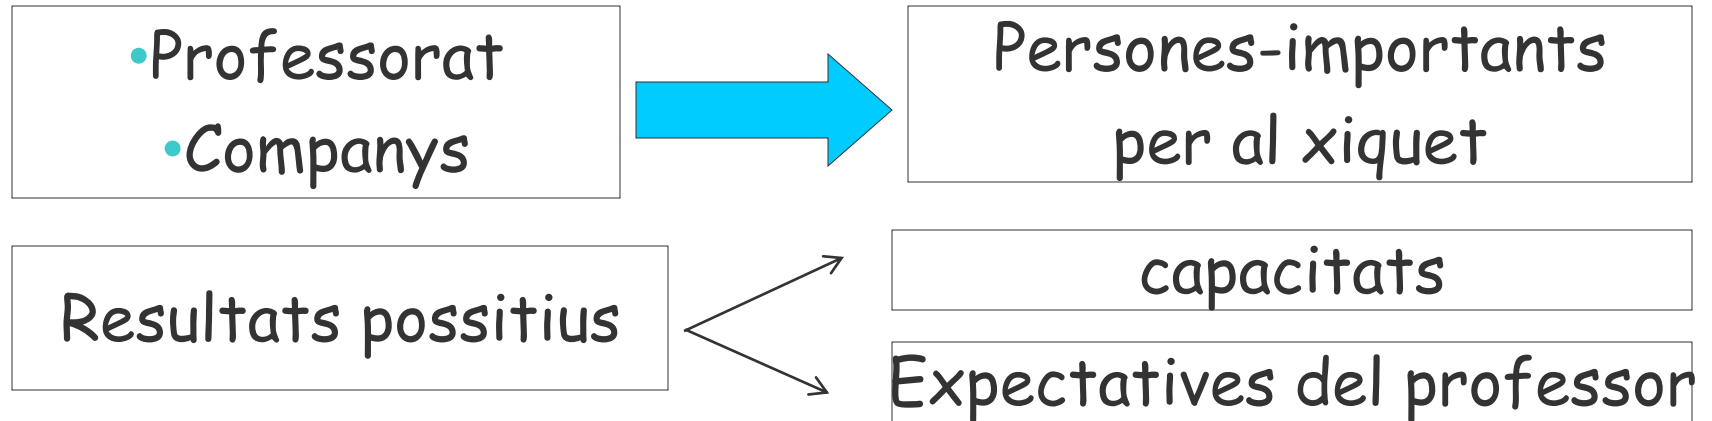 •Professorat
•Companys
Persones-importants
per al xiquet
Resultats possitius
capacitats
Expectatives del professor